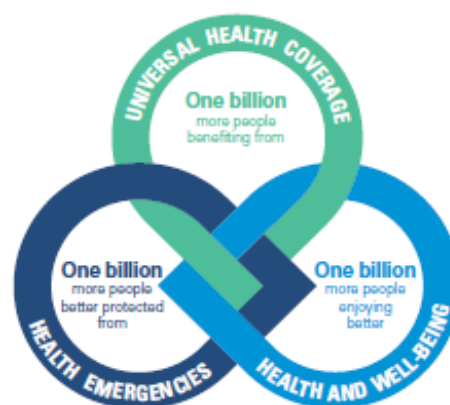 UNIVERSAL HEALTH COVERAGE
One billion
more people
benefiting from
One billion
more people
better protected
from
HEALTH EMERGENCIES
One billion
more people
enjoying
better
HEALTH AND WELL-BEING